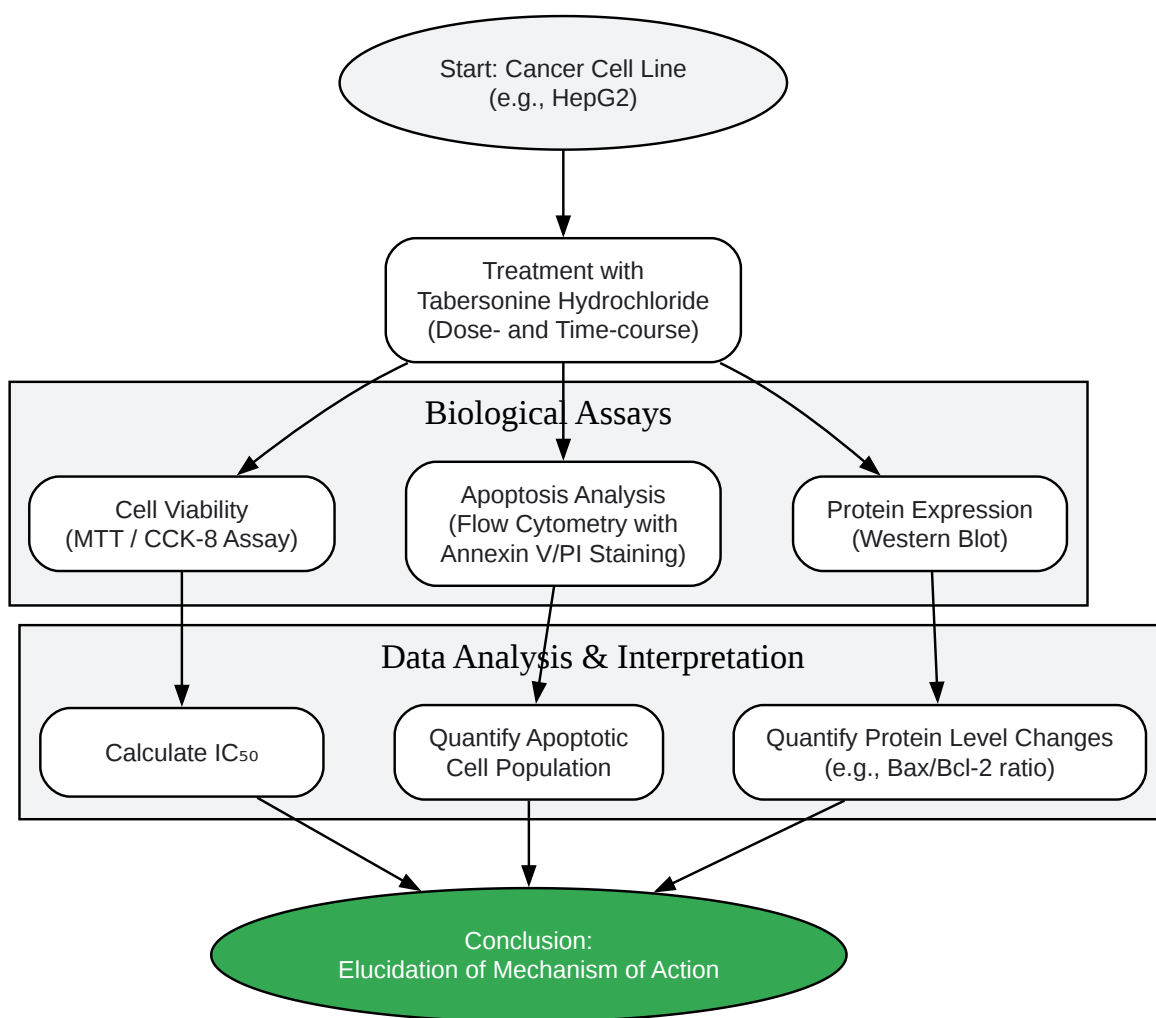 Start: Cancer Cell Line
(e.g., HepG2)
Treatment with
Tabersonine Hydrochloride
(Dose- and Time-course)
Biological Assays
Cell Viability
(MTT / CCK-8 Assay)
Apoptosis Analysis
(Flow Cytometry with
Annexin V/PI Staining)
Protein Expression
(Western Blot)
Data Analysis & Interpretation
Calculate IC₅₀
Quantify Apoptotic
Cell Population
Quantify Protein Level Changes
(e.g., Bax/Bcl-2 ratio)
Conclusion:
Elucidation of Mechanism of Action